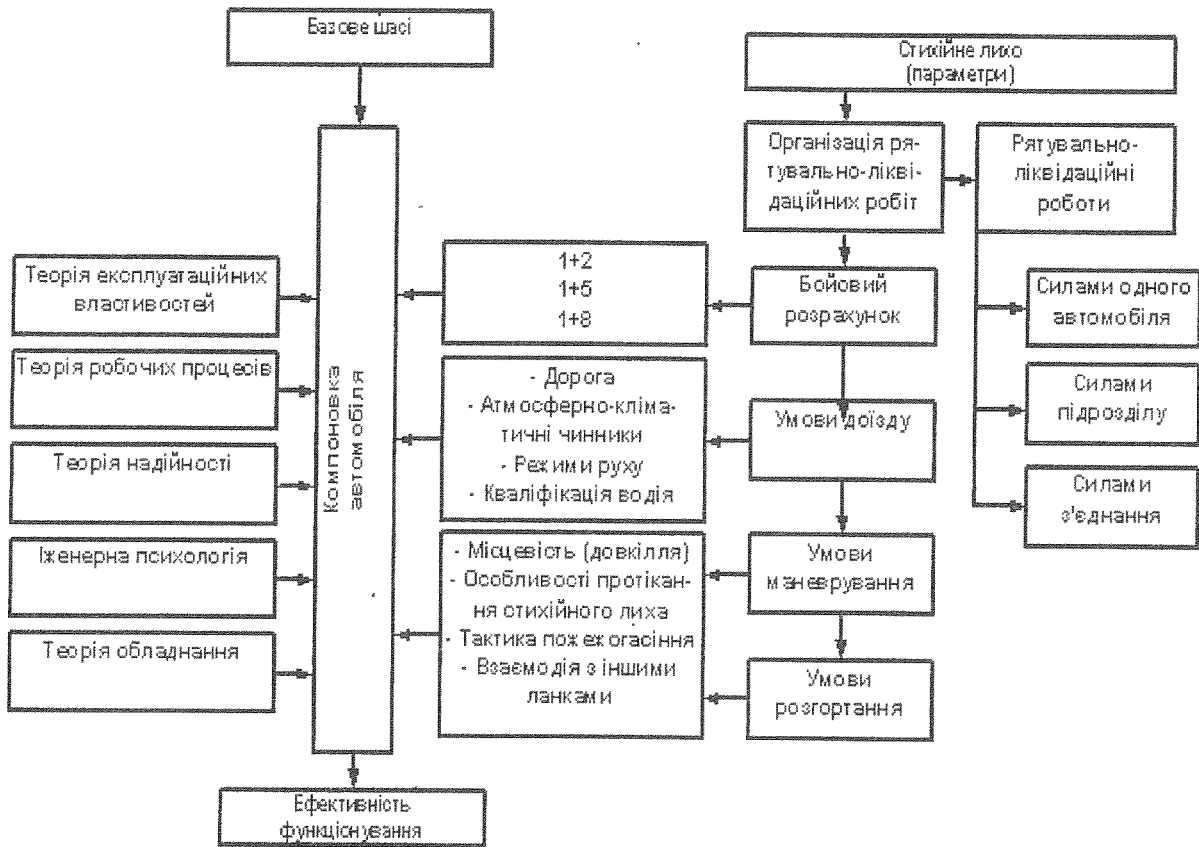 Базове шасі
Стихійне лихо
(параметри)
Організація ря-
тувально-лікві-
даційних робіт
Рятувально-
ліквідаційні
роботи
Теорія експлуатаційних
властивостей
Теорія робочих процесів
Теорія надійності
Іженерна психологія
Теорія обладнання
Компоновка
автомобіля
1+2
1+5
1+8
- Дорога
- Атмосферно-кліма-
тичні чинники
- Режими руху
- Кваліфікація водія
- Місцевість (довкілля)
- Особливості протікан-
ня стихійного лиха
- Тактика пожежогасіння
- Взаємодія з іншими
ланками
Бойовий
розрахунок
Умови доїзду
Умови
маневрування
Умови
розгортання
Силами одного
автомобіля
Силами
підрозділу
Силами
з'єднання
Ефективність
функціонування